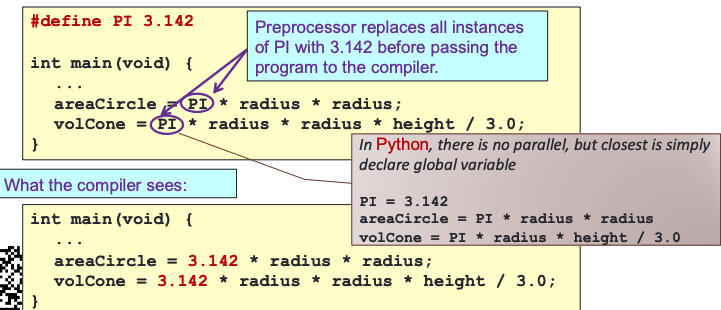 #define PI 3.142
Preprocessor replaces all instances
of PI with 3.142 before passing the
program to the compiler.
int main(void) {
...
areaCircle = PI * radius * radius;
volCone = PI * radius * radius * height / 3.0;
}
In Python, there is no parallel, but closest is simply
declare global variable
PI = 3.142
areaCircle = PI * radius * radius
volCone = PI * radius * height / 3.0
What the compiler sees:
int main(void) {
...
areaCircle = 3.142 * radius * radius;
volCone = 3.142 * radius * radius * height / 3.0;
}